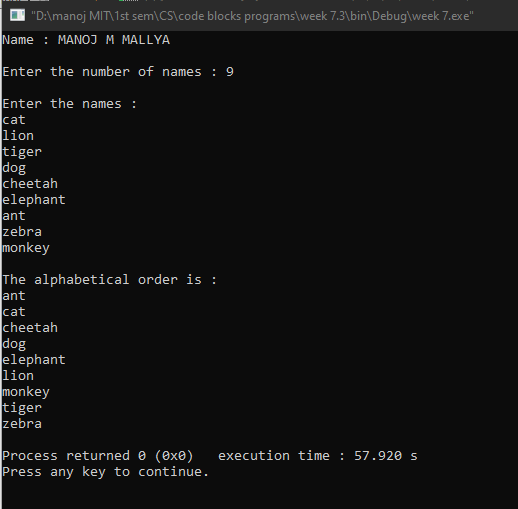 "D:\manoj MIT\1st sem\CS\code blocks programs\week 7.3\bin\Debug\week 7.exe"
Name : MANOJ M MALLYA
Enter the number of names : 9
Enter the names :
cat
lion
tiger
dog
cheetah
elephant
ant
zebra
monkey
The alphabetical order is :
ant
cat
cheetah
dog
elephant
lion
monkey
tiger
zebra
Process returned 0 (0x0)   execution time : 57.920 s
Press any key to continue.